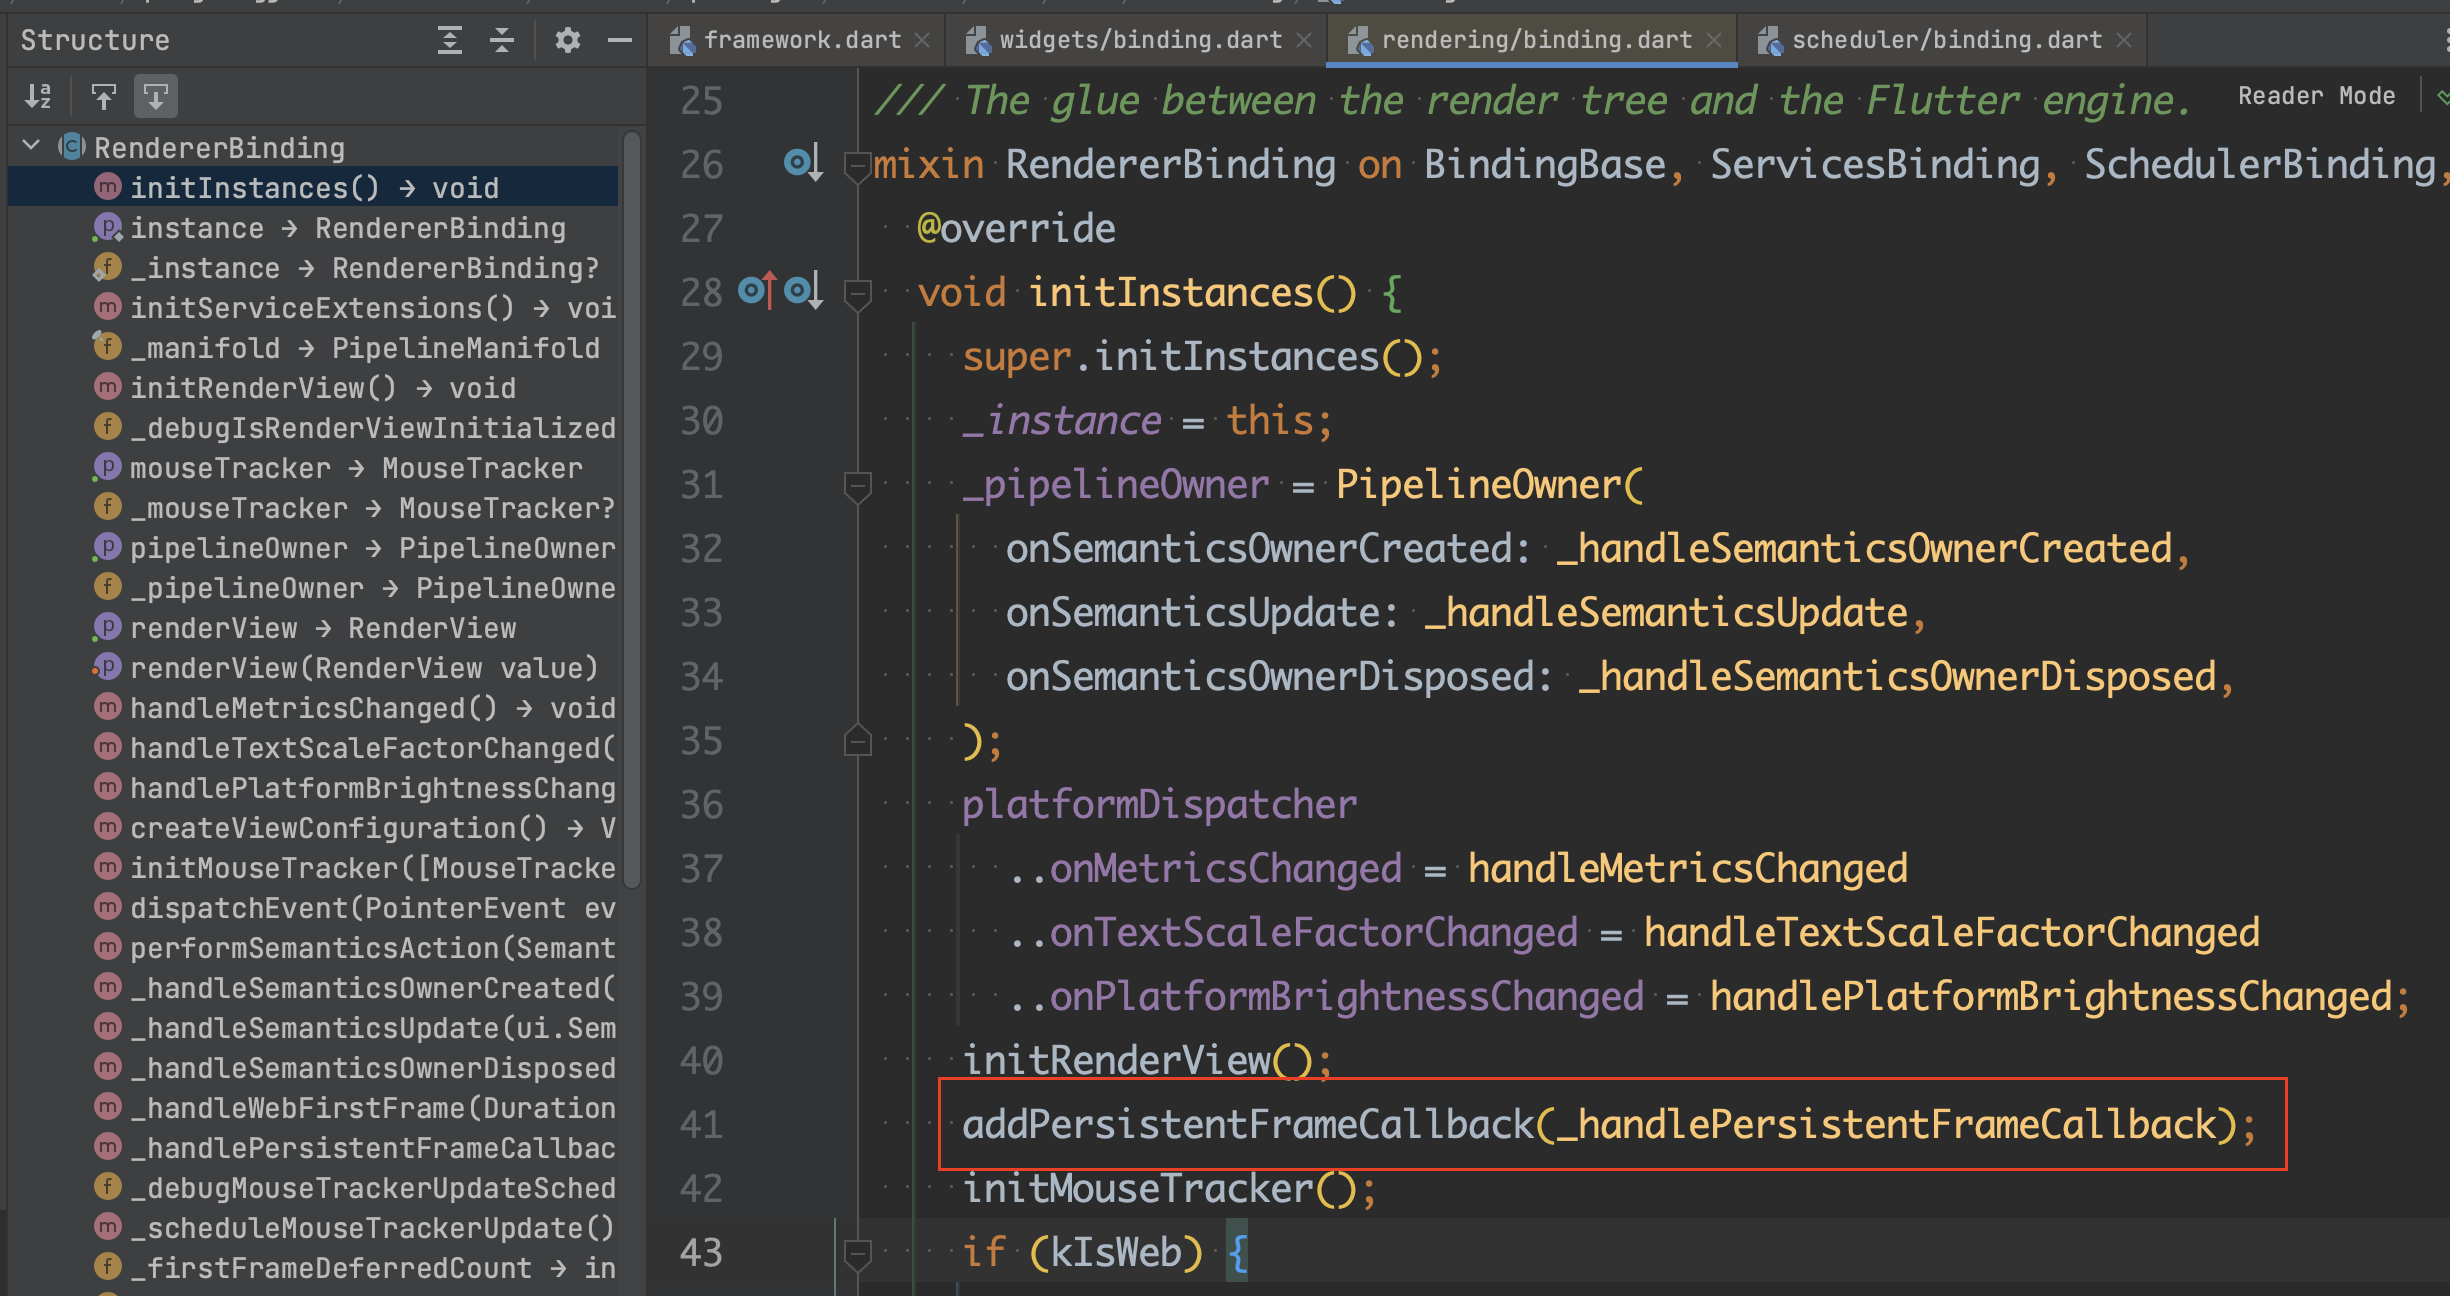 Structure
framework.dart
widgets/binding.dart
rendering/binding.dart
scheduler/binding.dart
Reader Mode
RendererBinding
initInstances() → void
instance → RendererBinding
_instance → RendererBinding?
initServiceExtensions() → voi
_manifold → PipelineManifold
initRenderView() → void
_debugIsRenderViewInitialized
mouseTracker → MouseTracker
_mouseTracker → MouseTracker?
pipelineOwner → PipelineOwner
_pipelineOwner → PipelineOwne
renderView → RenderView
renderView(RenderView value)
handleMetricsChanged() → void
handleTextScaleFactorChanged(
handlePlatformBrightnessChang
createViewConfiguration() → V
initMouseTracker([MouseTracke
dispatchEvent(PointerEvent ev
performSemanticsAction(Semant
_handleSemanticsOwnerCreated(
_handleSemanticsUpdate(ui.Sem
_handleSemanticsOwnerDisposed
_handleWebFirstFrame(Duration
_handlePersistentFrameCallbac
_debugMouseTrackerUpdateSched
_scheduleMouseTrackerUpdate()
_firstFrameDeferredCount → in
25 /// The glue between the render tree and the Flutter engine.
26 mixin RendererBinding on BindingBase, ServicesBinding, SchedulerBinding,
27 @override
28 void initInstances() {
29 super.initInstances();
30 _instance = this;
31 _pipelineOwner = PipelineOwner(
32 onSemanticsOwnerCreated: _handleSemanticsOwnerCreated,
33 onSemanticsUpdate: _handleSemanticsUpdate,
34 onSemanticsOwnerDisposed: _handleSemanticsOwnerDisposed,
35 );
36 platformDispatcher
37 ..onMetricsChanged = handleMetricsChanged
38 ..onTextScaleFactorChanged = handleTextScaleFactorChanged
39 ..onPlatformBrightnessChanged = handlePlatformBrightnessChanged;
40 initRenderView();
41 addPersistentFrameCallback(_handlePersistentFrameCallback);
42 initMouseTracker();
43 if (kIsWeb) {